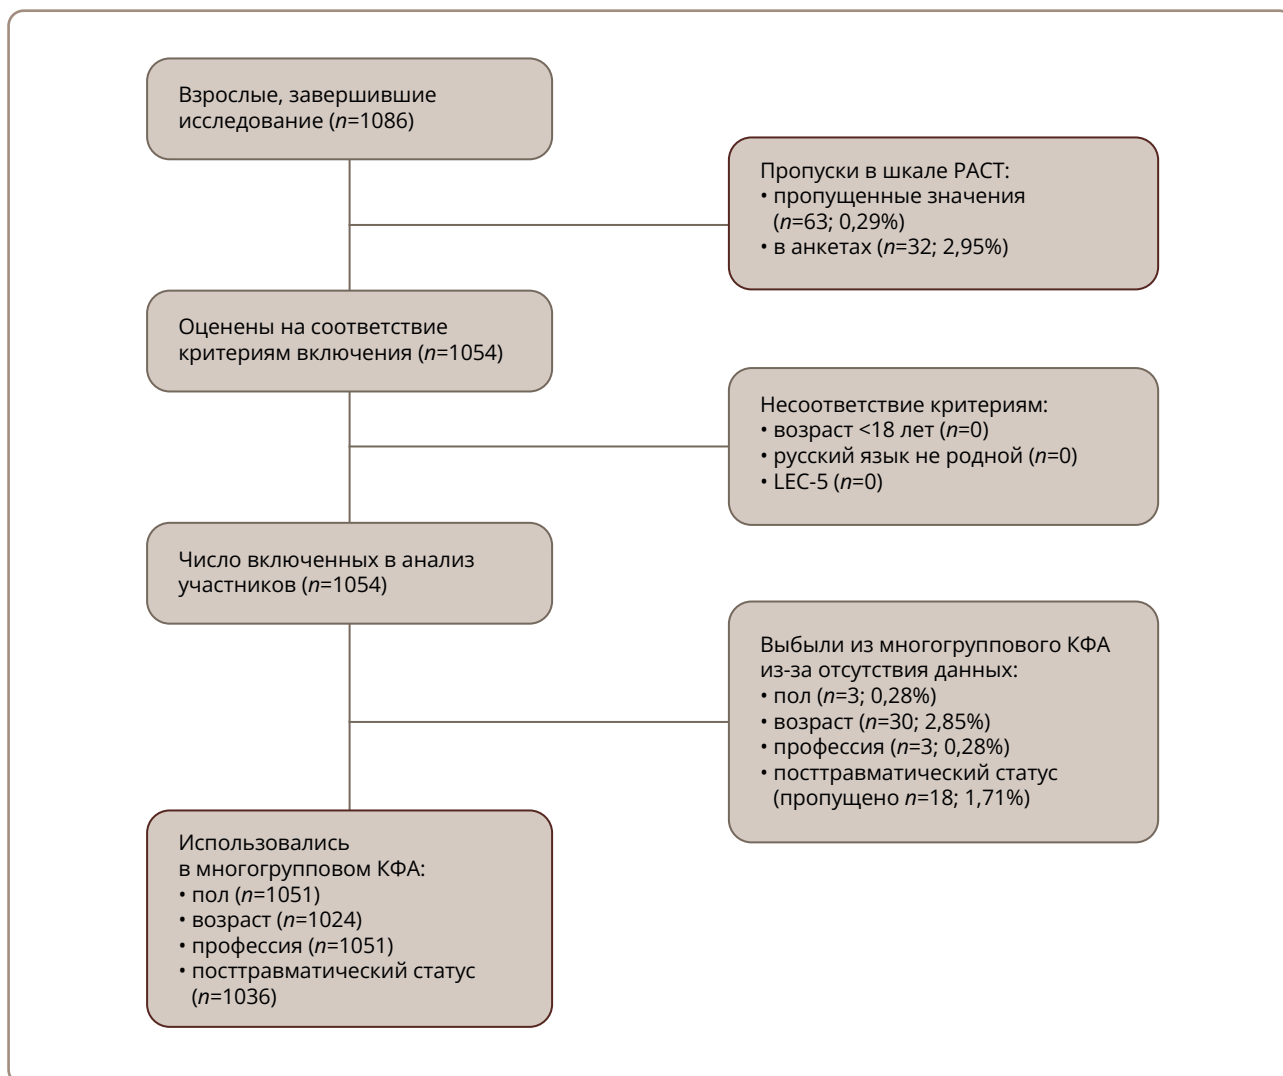 Взрослые, завершившие
исследование (n=1086)
Пропуски в шкале РАСТ:
• пропущенные значения
(n=63; 0,29%)
• в анкетах (n=32; 2,95%)
Оценены на соответствие
критериям включения (n=1054)
Несоответствие критериям:
• возраст <18 лет (n=0)
• русский язык не родной (n=0)
• LEC-5 (n=0)
Число включенных в анализ
участников (n=1054)
Выбыли из многогруппового КФА
из-за отсутствия данных:
• пол (n=3; 0,28%)
• возраст (n=30; 2,85%)
• профессия (n=3; 0,28%)
• посттравматический статус
(пропущено n=18; 1,71%)
Использовались
в многогрупповом КФА:
• пол (n=1051)
• возраст (n=1024)
• профессия (n=1051)
• посттравматический статус
(n=1036)